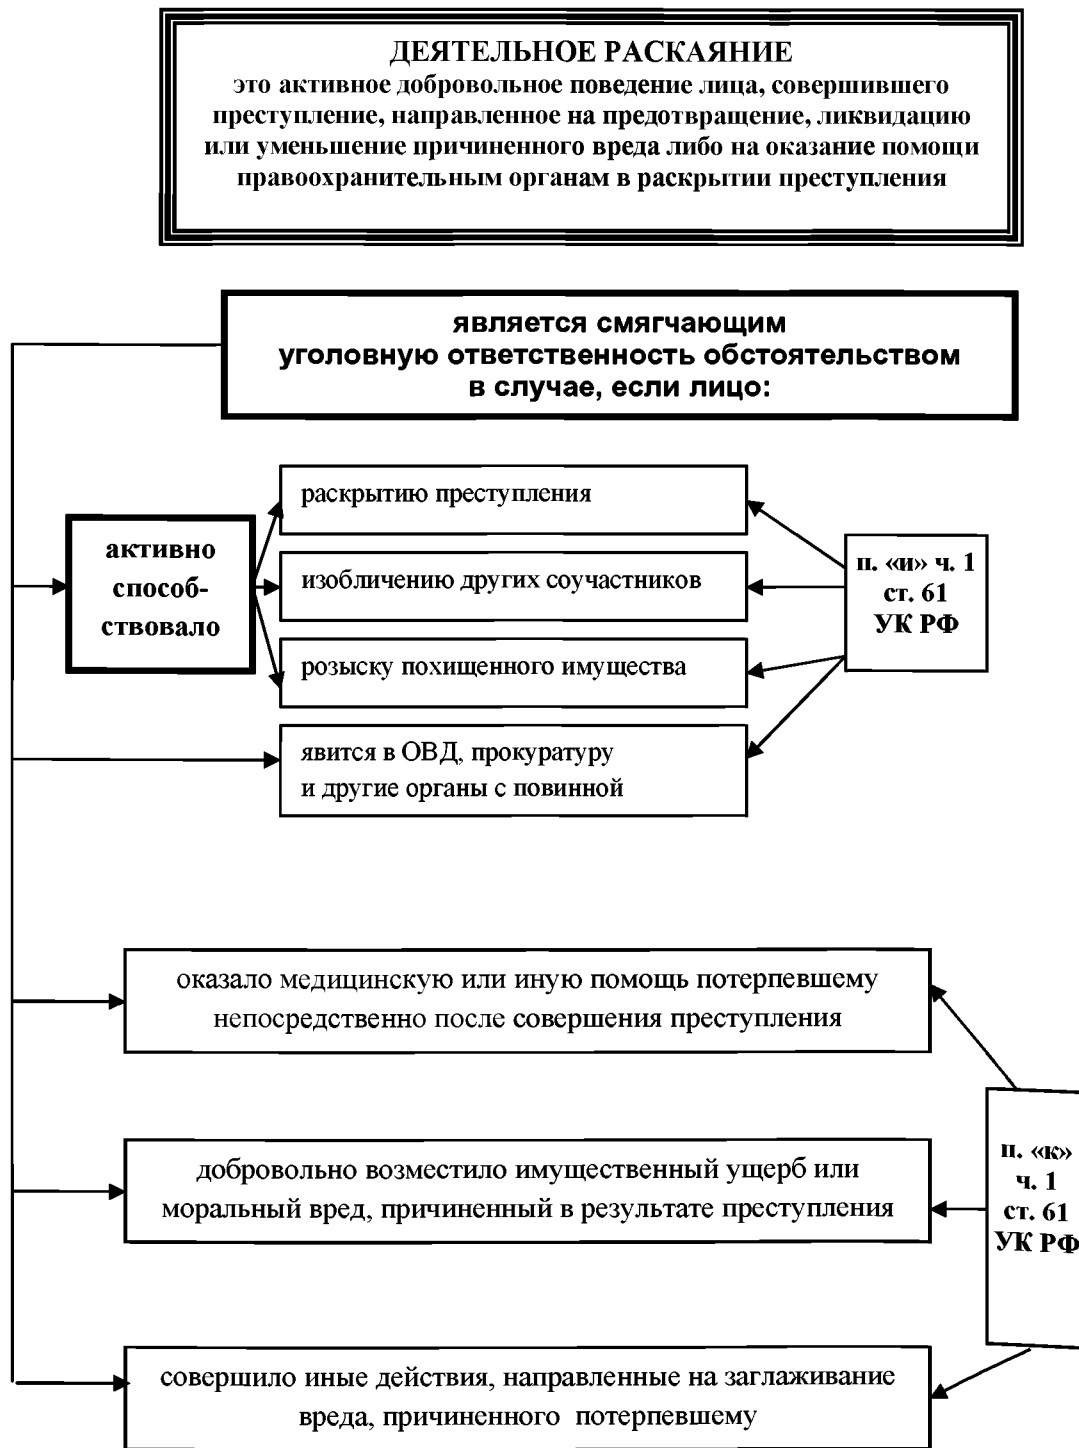 ДЕЯТЕЛЬНОЕ РАСКАЯНИЕ
это активное добровольное поведение лица, совершившего
преступление, направленное на предотвращение, ликвидацию
или уменьшение причиненного вреда либо на оказание помощи
правоохранительным органам в раскрытии преступления
является смягчающим
уголовную ответственность обстоятельством
в случае, если лицо:
активно
способ-
ствовало
раскрытию преступления
изобличению других соучастников
розыску похищенного имущества
явится в ОВД, прокуратуру
и другие органы с повинной
п. «и» ч. 1
ст. 61
УК РФ
оказало медицинскую или иную помощь потерпевшему
непосредственно после совершения преступления
добровольно возместило имущественный ущерб или
моральный вред, причиненный в результате преступления
совершило иные действия, направленные на заглаживание
вреда, причиненного потерпевшему
п. «к»
ч. 1
ст. 61
УК РФ